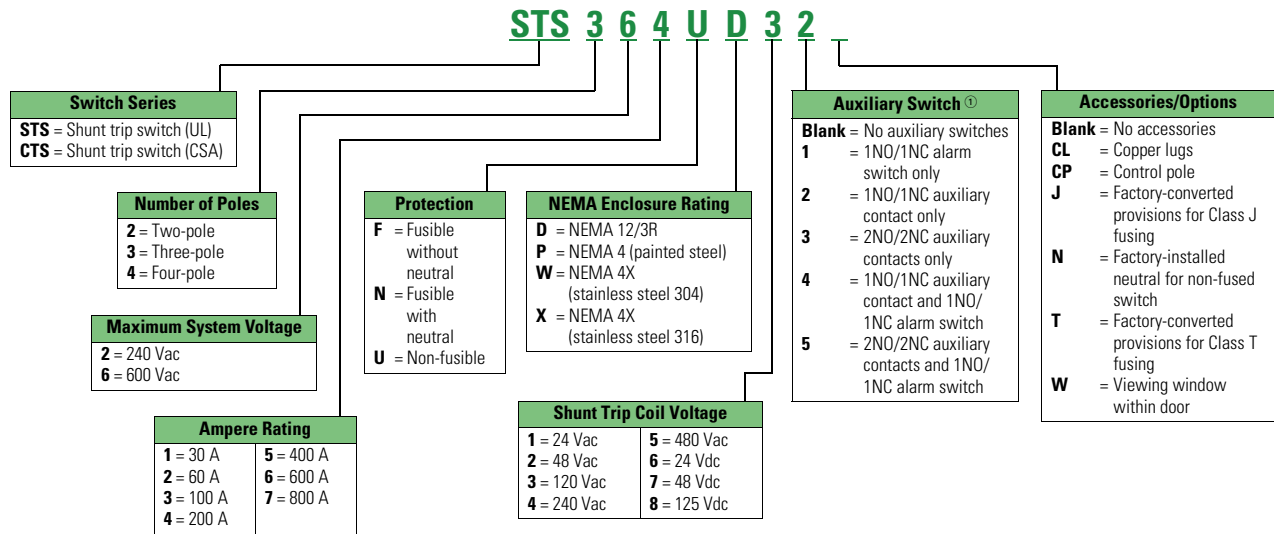 STS 3 6 4 U D 3 2 _
Switch Series
STS = Shunt trip switch (UL)
CTS = Shunt trip switch (CSA)
Number of Poles
2 = Two-pole
3 = Three-pole
4 = Four-pole
Maximum System Voltage
2 = 240 Vac
6 = 600 Vac
Ampere Rating
1 = 30 A
2 = 60 A
3 = 100 A
4 = 200 A
5 = 400 A
6 = 600 A
7 = 800 A
Protection
F = Fusible
without
neutral
N = Fusible
with
neutral
U = Non-fusible
NEMA Enclosure Rating
D = NEMA 12/3R
P = NEMA 4 (painted steel)
W = NEMA 4X
(stainless steel 304)
X = NEMA 4X
(stainless steel 316)
Shunt Trip Coil Voltage
1 = 24 Vac
2 = 48 Vac
3 = 120 Vac
4 = 240 Vac
5 = 480 Vac
6 = 24 Vdc
7 = 48 Vdc
8 = 125 Vdc
Auxiliary Switch ①
Blank = No auxiliary switches
1 = 1NO/1NC alarm
switch only
2 = 1NO/1NC auxiliary
contact only
3 = 2NO/2NC auxiliary
contacts only
4 = 1NO/1NC auxiliary
contact and 1NO/
1NC alarm switch
5 = 2NO/2NC auxiliary
contacts and 1NO/
1NC alarm switch
Accessories/Options
Blank = No accessories
CL = Copper lugs
CP = Control pole
J = Factory-converted
provisions for Class J
fusing
N = Factory-installed
neutral for non-fused
switch
T = Factory-converted
provisions for Class T
fusing
W = Viewing window
within door